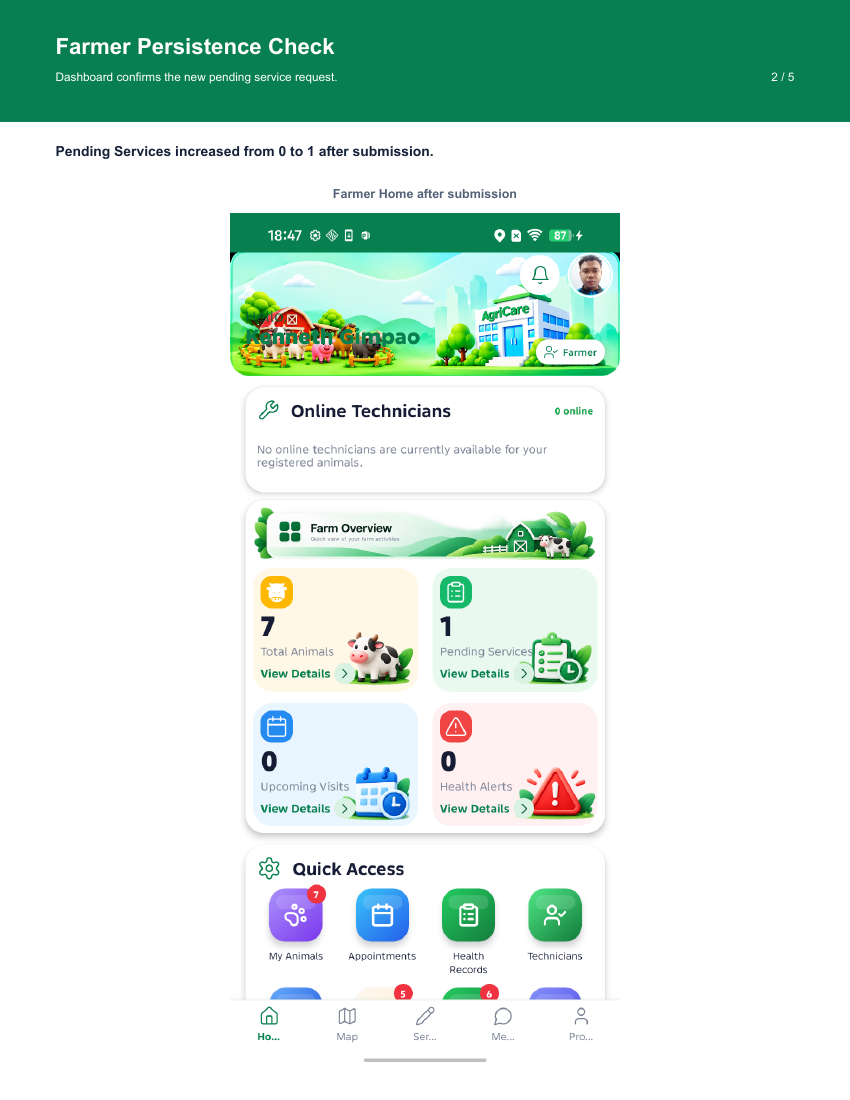 Farmer Persistence Check
Dashboard confirms the new pending service request.
2 / 5
Pending Services increased from 0 to 1 after submission.
Farmer Home after submission
18:47
87
AgriCare
Kenneth Gimpao
Farmer
Online Technicians
0 online
No online technicians are currently available for your
registered animals.
Farm Overview
Quick view of your farm activities
7
Total Animals
View Details
1
Pending Services
View Details
0
Upcoming Visits
View Details
0
Health Alerts
View Details
Quick Access
7
My Animals
Appointments
Health
Records
Technicians
5
6
Ho...
Map
Ser...
Me...
Pro...